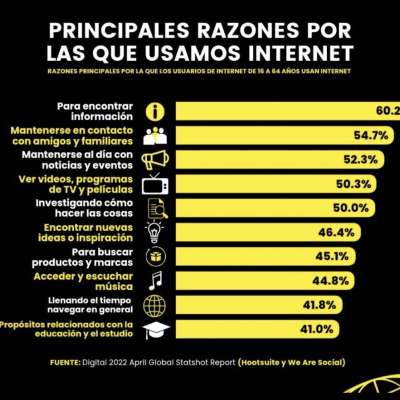 PRINCIPALES RAZONES POR
LAS QUE USAMOS INTERNET
RAZONES PRINCIPALES POR LA QUE LOS USUARIOS DE INTERNET DE 16 A 64 AÑOS USAN INTERNET
Para encontrar
información
60.2
Mantenerse en contacto
con amigos y familiares
54.7%
Mantenerse al día con
noticias y eventos
52.3%
Ver videos, programas
de TV y películas
50.3%
Investigando cómo
hacer las cosas
50.0%
Encontrar nuevas
ideas o inspiración
46.4%
Para buscar
productos y marcas
45.1%
Acceder y escuchar
música
44.8%
Llenando el tiempo
navegar en general
41.8%
Propósitos relacionados con la
educación y el estudio
41.0%
FUENTE: Digital 2022 April Global Statshot Report (Hootsuite y We Are Social)